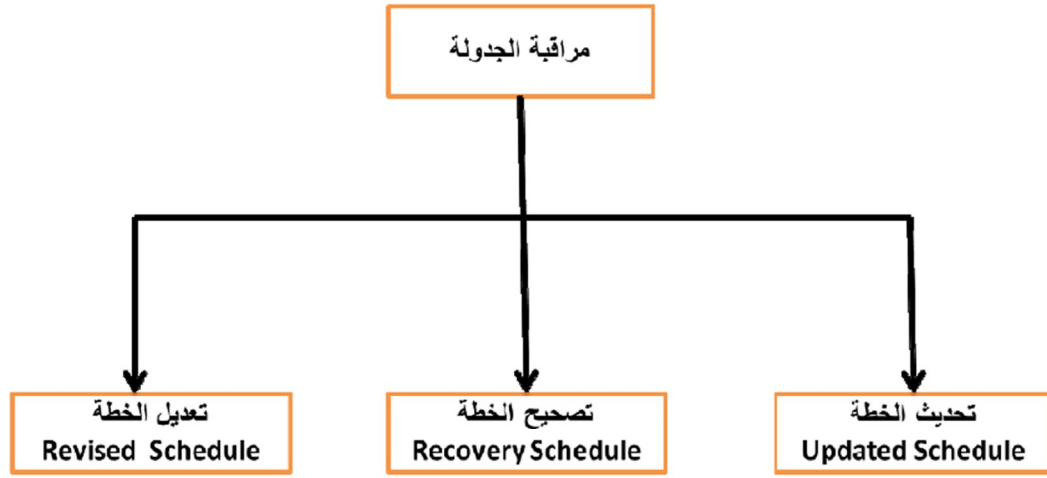 مراقبة الجدولة
تحديث الخطة
Updated Schedule
تصحيح الخطة
Recovery Schedule
تعديل الخطة
Revised Schedule